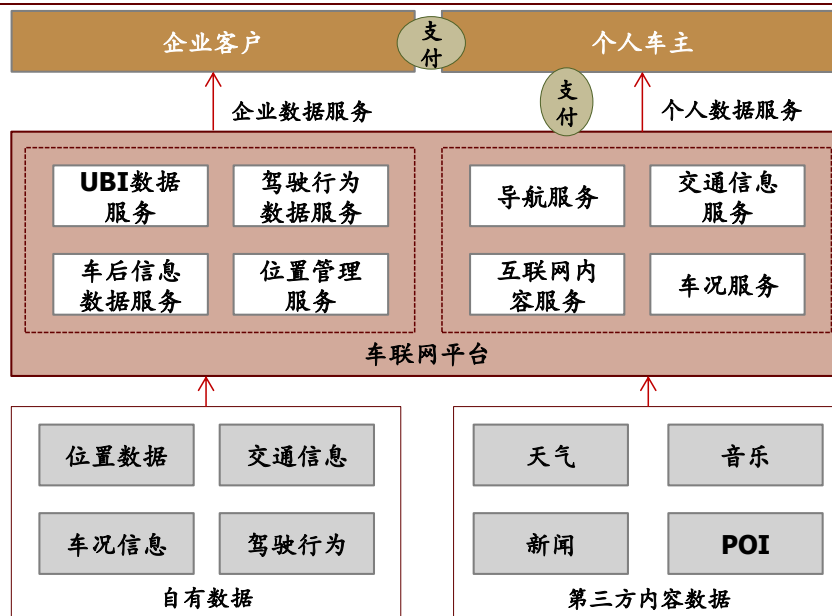 企业客户
支
付
个人车主
企业数据服务
支
付
个人数据服务
UBI数据
服务
驾驶行为
数据服务
导航服务
交通信息
服务
车后信息
数据服务
位置管理
服务
互联网内
容服务
车况服务
车联网平台
位置数据
交通信息
天气
音乐
车况信息
驾驶行为
新闻
POI
自有数据
第三方内容数据